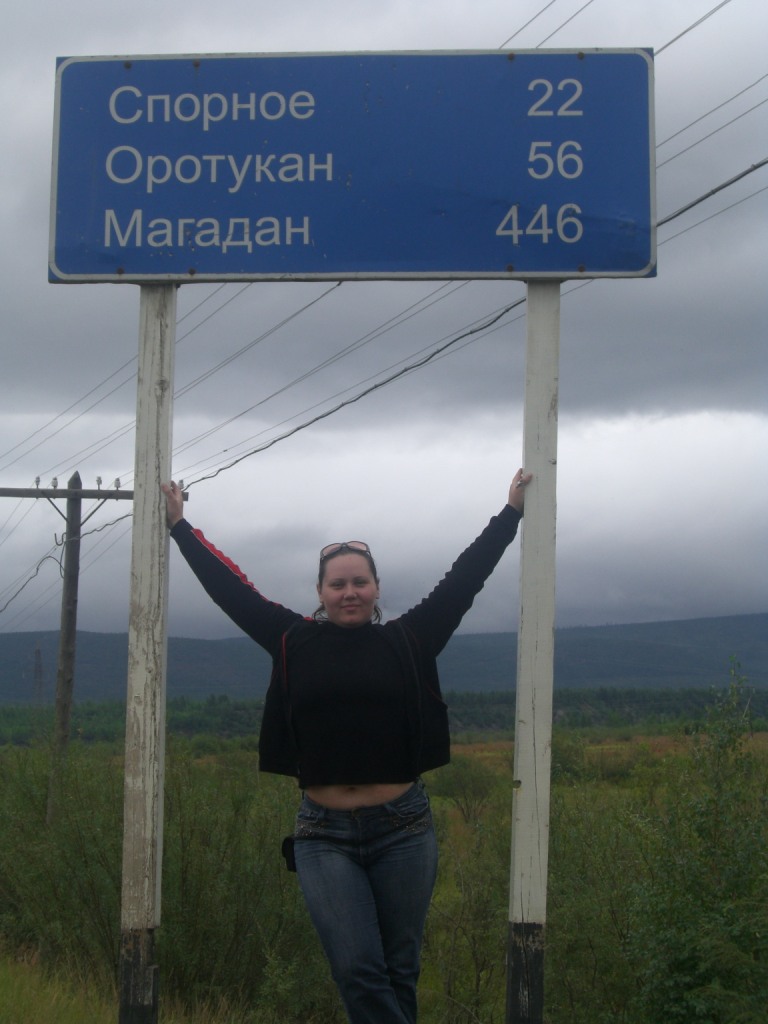 Спорное 22
Оротукан 56
Магадан 446